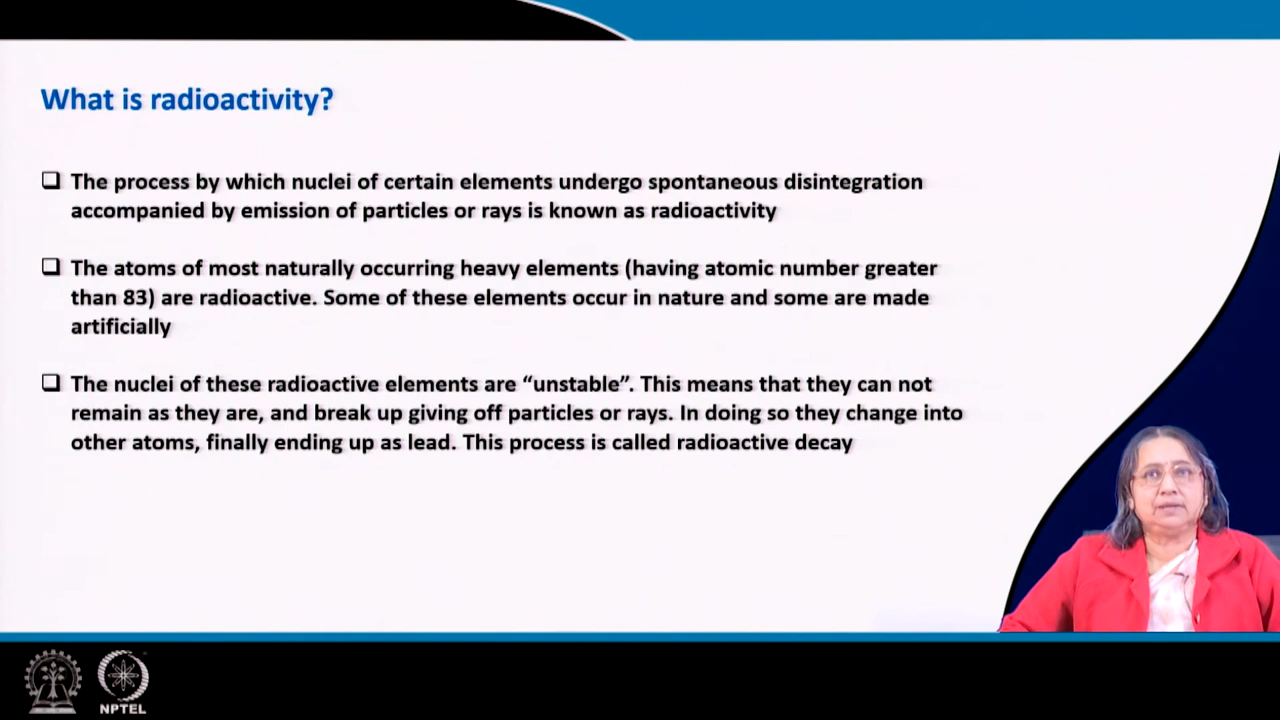 What is radioactivity?
❑ The process by which nuclei of certain elements undergo spontaneous disintegration
accompanied by emission of particles or rays is known as radioactivity
❑ The atoms of most naturally occurring heavy elements (having atomic number greater
than 83) are radioactive. Some of these elements occur in nature and some are made
artificially
❑ The nuclei of these radioactive elements are “unstable”. This means that they can not
remain as they are, and break up giving off particles or rays. In doing so they change into
other atoms, finally ending up as lead. This process is called radioactive decay
NPTEL